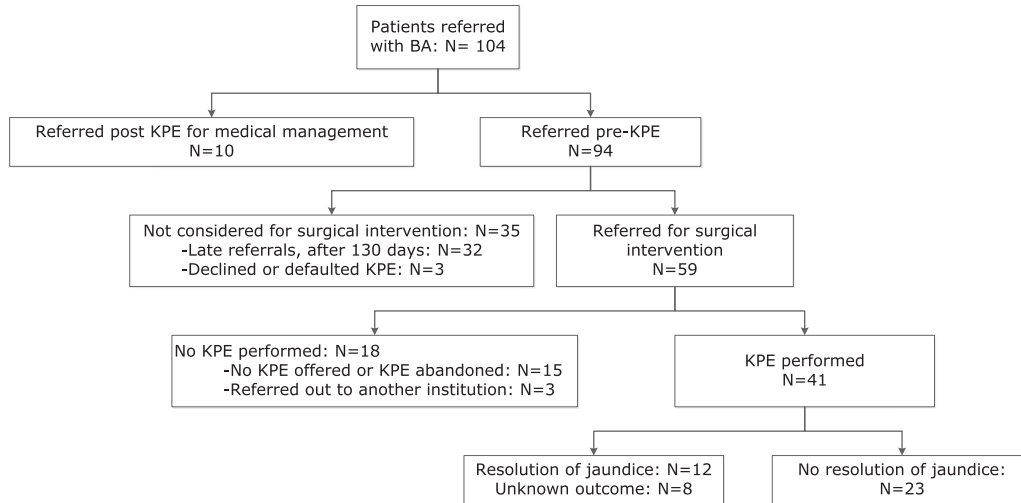 Patients referred
with BA: N= 104
Referred post KPE for medical management
N=10
Referred pre-KPE
N=94
Not considered for surgical intervention: N=35
-Late referrals, after 130 days: N=32
-Declined or defaulted KPE: N=3
Referred for surgical
intervention
N=59
No KPE performed: N=18
-No KPE offered or KPE abandoned: N=15
-Referred out to another institution: N=3
KPE performed
N=41
Resolution of jaundice: N=12
Unknown outcome: N=8
No resolution of jaundice:
N=23